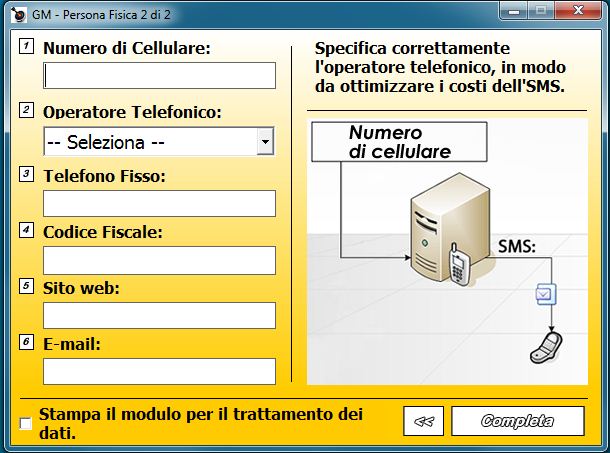 GM - Persona Fisica 2 di 2
1 Numero di Cellulare:
2 Operatore Telefonico:
-- Seleziona --
3 Telefono Fisso:
4 Codice Fiscale:
5 Sito web:
6 E-mail:
Specifica correttamente
l'operatore telefonico, in modo
da ottimizzare i costi dell'SMS.
Numero
di cellulare
SMS:
Stampa il modulo per il trattamento dei
dati.
<<
Completa